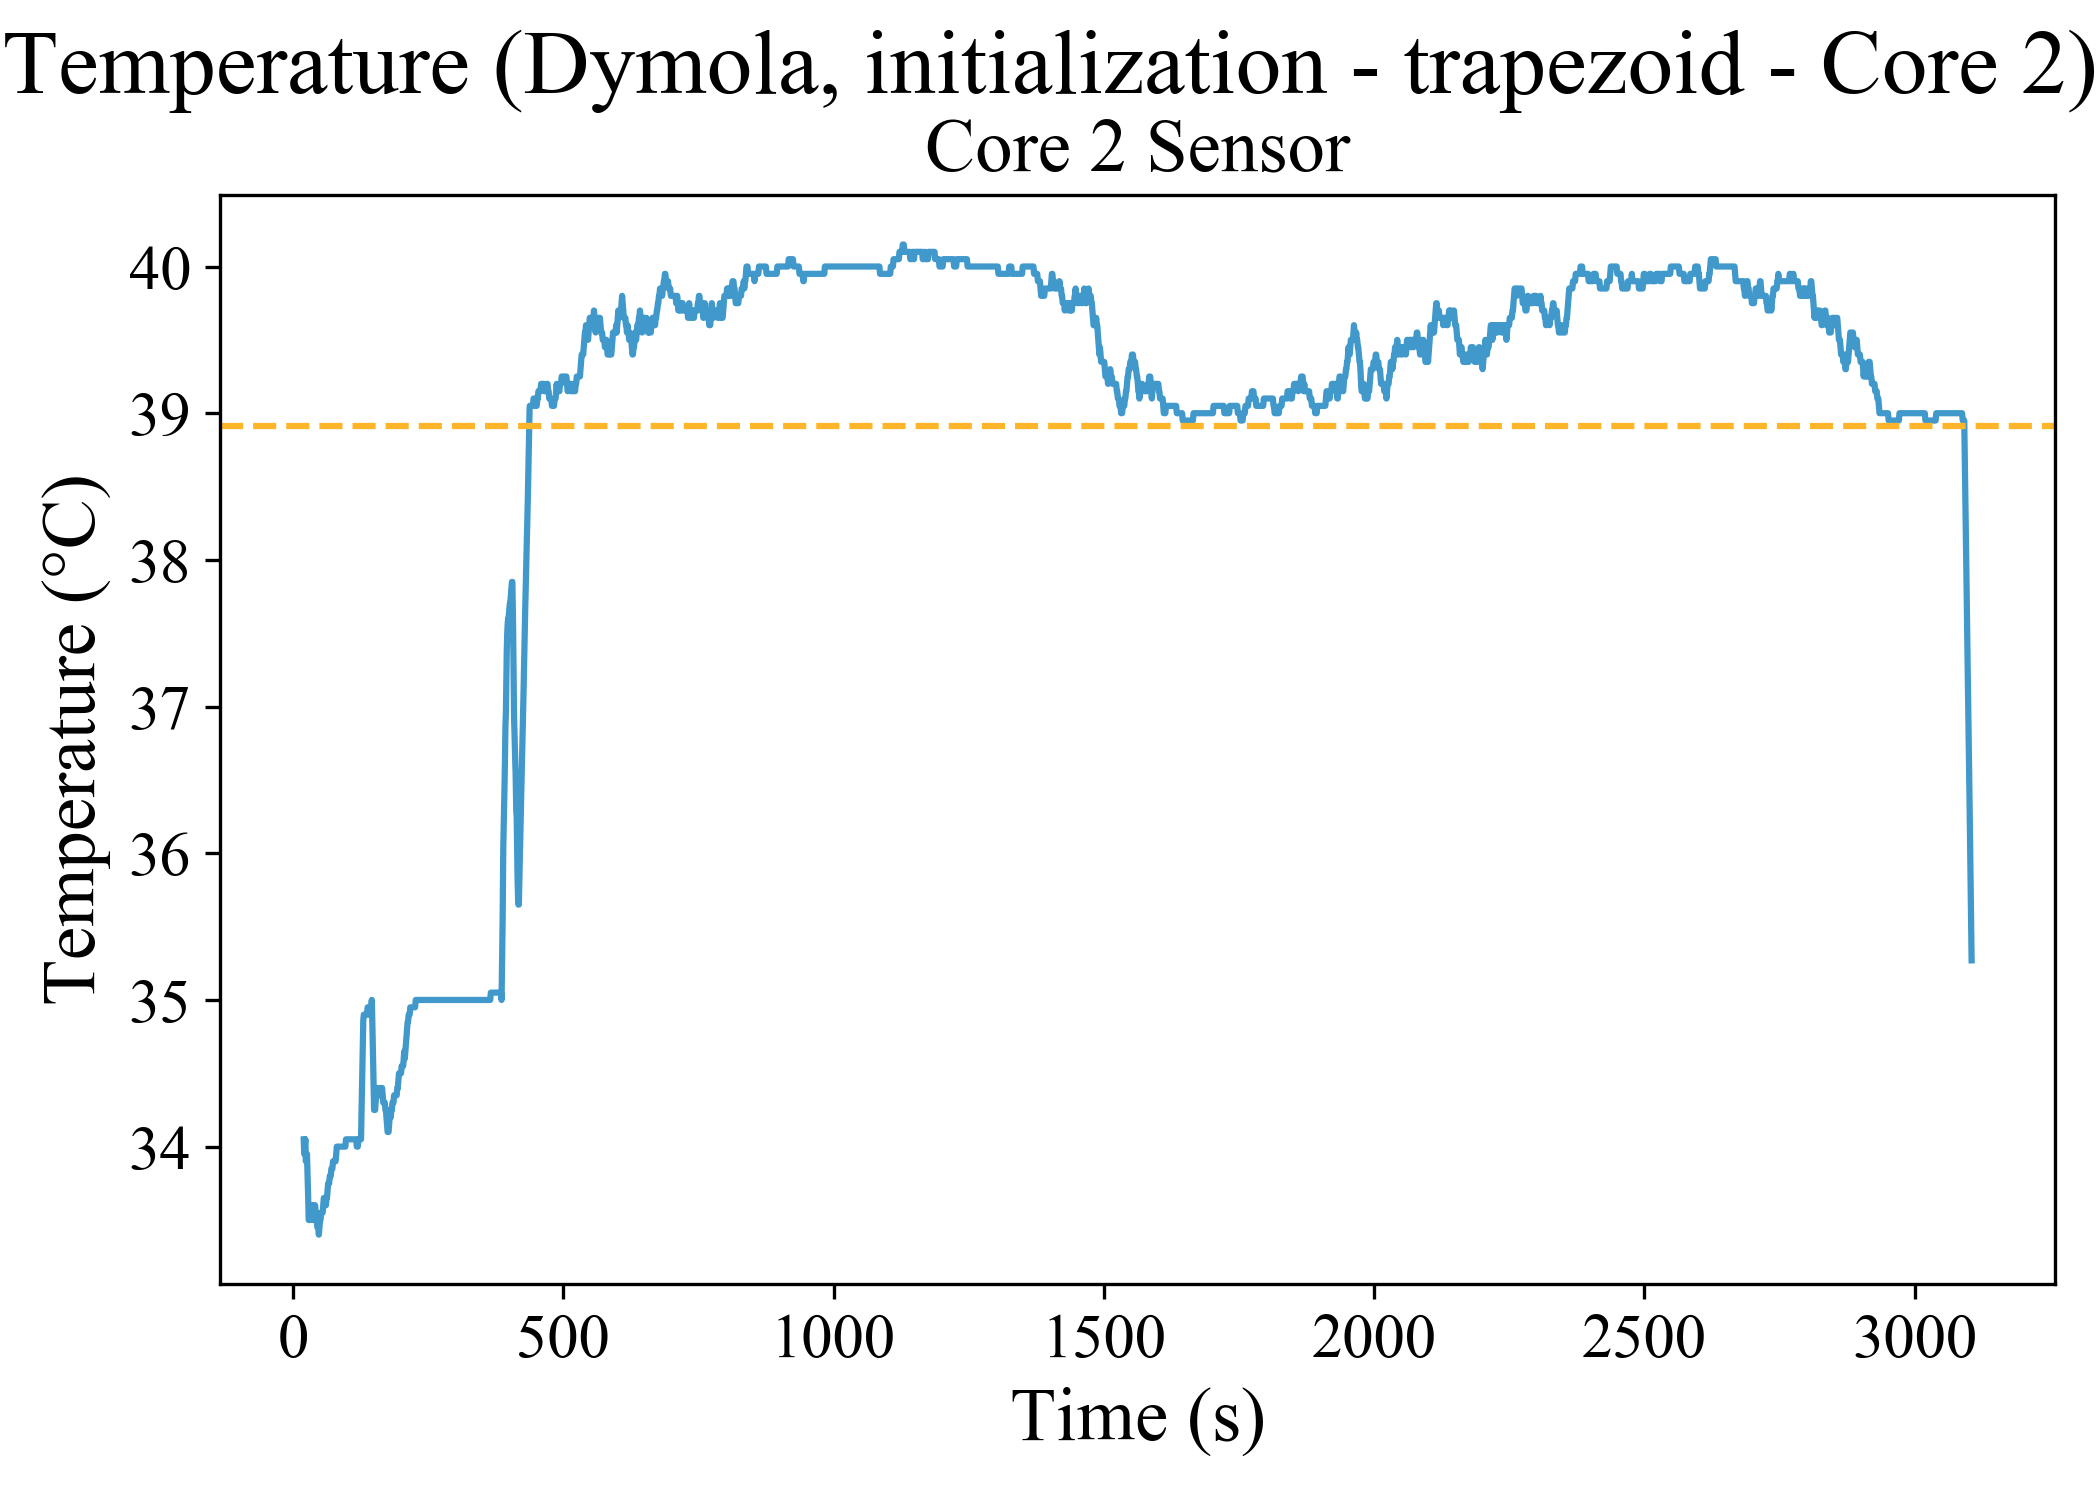 Temperature (Dymola, initialization - trapezoid - Core 2)
Core 2 Sensor
Temperature (°C)
40
39
38
37
36
35
34
0 500 1000 1500 2000 2500 3000
Time (s)